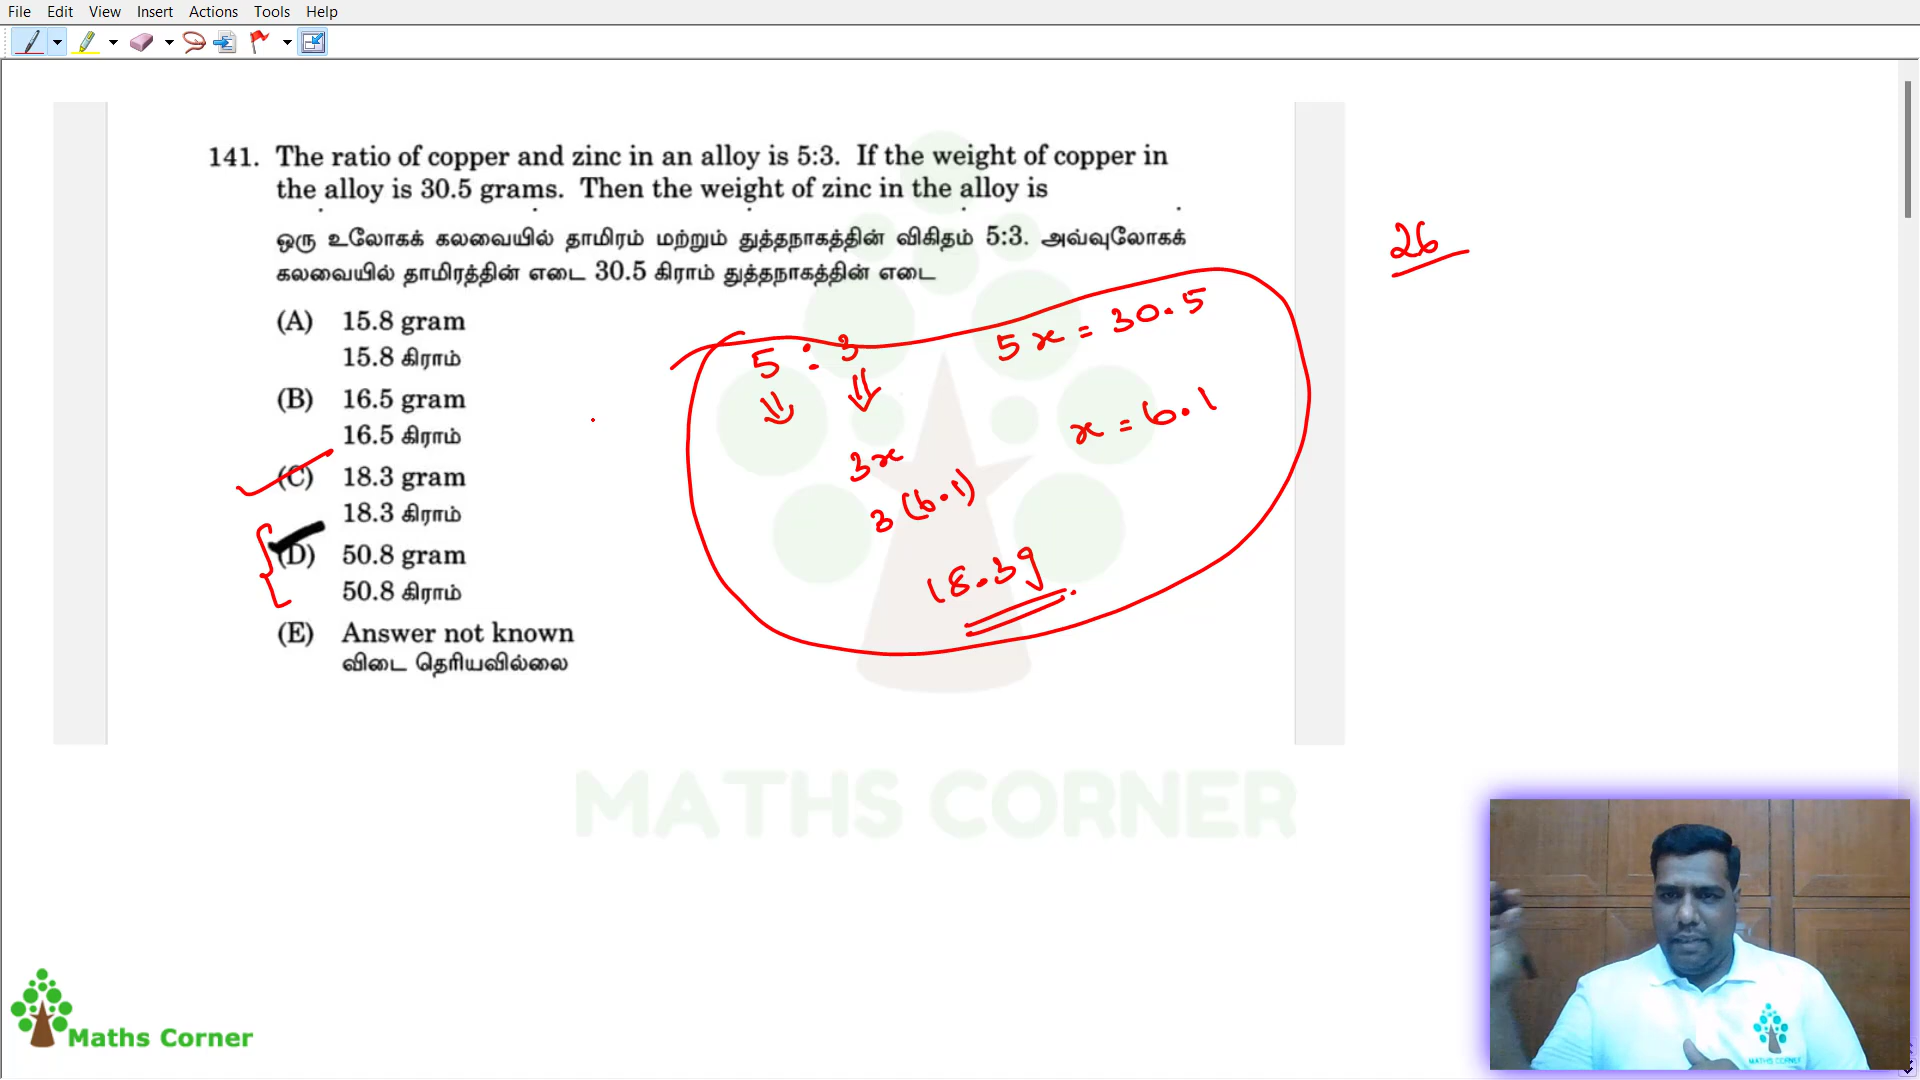 File Edit View Insert Actions Tools Help
141. The ratio of copper and zinc in an alloy is 5:3. If the weight of copper in
the alloy is 30.5 grams. Then the weight of zinc in the alloy is
ஒரு உலோகக் கலவையில் தாமிரம் மற்றும் துத்தநாகத்தின் விகிதம் 5:3. அவ்வுலோகக்
கலவையில் தாமிரத்தின் எடை 30.5 கிராம் துத்தநாகத்தின் எடை
26
(A) 15.8 gram
15.8 கிராம்
(B) 16.5 gram
16.5 கிராம்
(C) 18.3 gram
18.3 கிராம்
(D) 50.8 gram
50.8 கிராம்
(E) Answer not known
விடை தெரியவில்லை
5 : 3
3x
3 (6.1)
5x = 30.5
x = 6.1
18.3g
MATHS CORNER
Maths Corner
MATHS CORNER